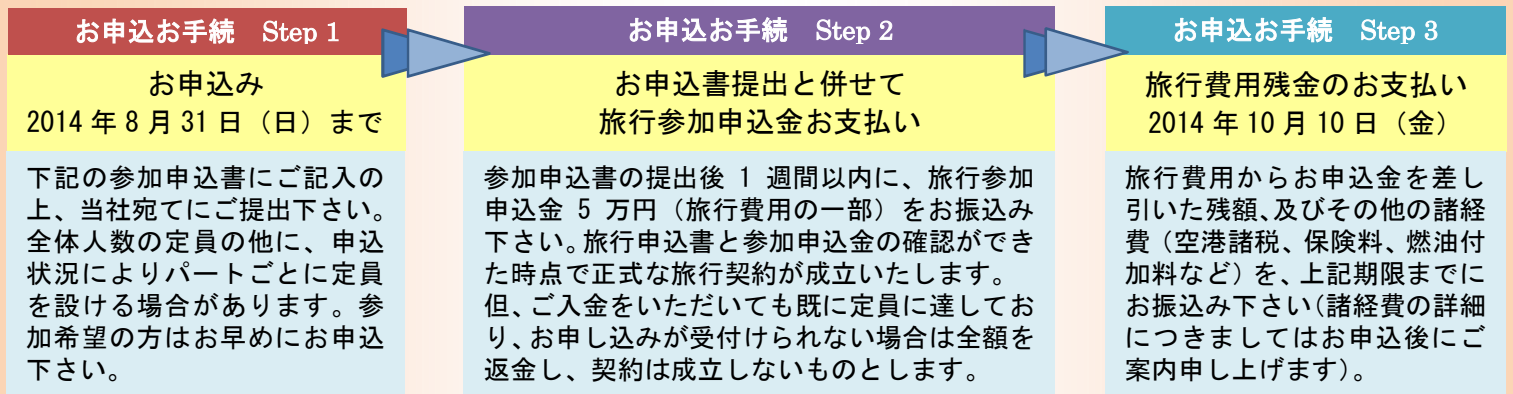 お申込お手続　Step 1
お申込み
2014 年 8 月 31 日（日）まで
下記の参加申込書にご記入の
上、当社宛てにご提出下さい。
全体人数の定員の他に、申込
状況によりパートごとに定員
を設ける場合があります。参
加希望の方はお早めにお申込
下さい。
お申込お手続　Step 2
お申込書提出と併せて
旅行参加申込金お支払い
参加申込書の提出後 1 週間以内に、旅行参加
申込金 5 万円（旅行費用の一部）をお振込み
下さい。旅行申込書と参加申込金の確認ができ
た時点で正式な旅行契約が成立いたします。
但、ご入金をいただいても既に定員に達してお
り、お申し込みが受付けられない場合は全額を
返金し、契約は成立しないものとします。
お申込お手続　Step 3
旅行費用残金のお支払い
2014 年 10 月 10 日（金）
旅行費用からお申込金を差し
引いた残額、及びその他の諸経
費（空港諸税、保険料、燃油付
加料など）を、上記期限までに
お振込み下さい（諸経費の詳細
につきましてはお申込後にご
案内申し上げます）。